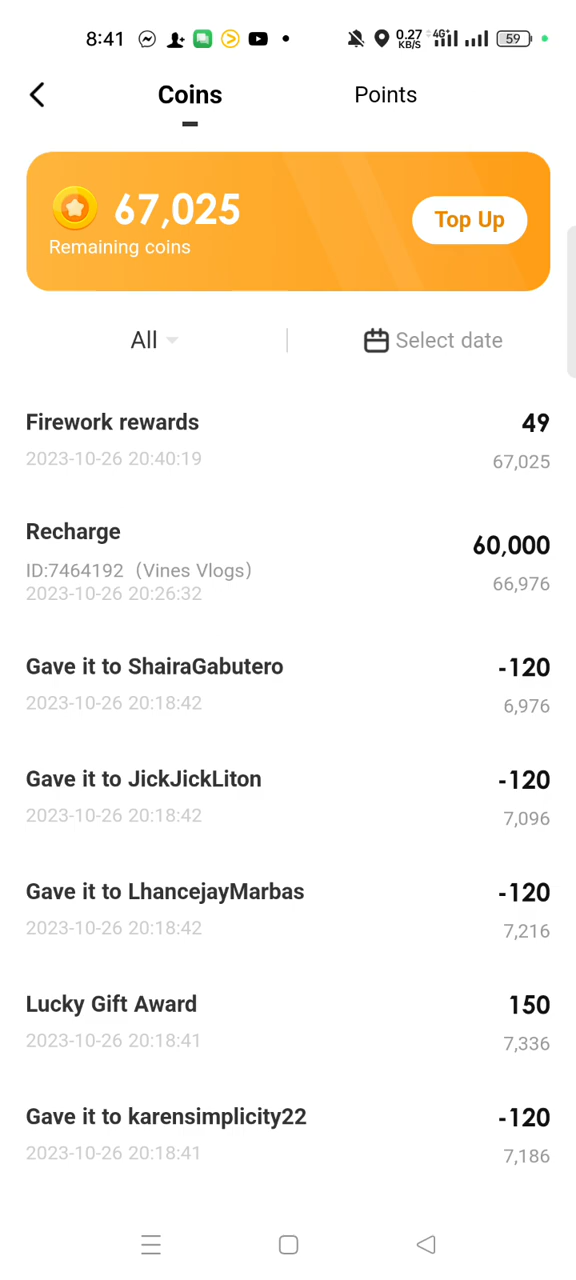 8:41 0.27 KB/S 4G+ 59
Coins Points
67,025 Top Up
Remaining coins
All Select date
Firework rewards 49
2023-10-26 20:40:19 67,025
Recharge 60,000
ID:7464192（Vines Vlogs） 66,976
2023-10-26 20:26:32
Gave it to ShairaGabutero -120
2023-10-26 20:18:42 6,976
Gave it to JickJickLiton -120
2023-10-26 20:18:42 7,096
Gave it to LhancejayMarbas -120
2023-10-26 20:18:42 7,216
Lucky Gift Award 150
2023-10-26 20:18:41 7,336
Gave it to karensimplicity22 -120
2023-10-26 20:18:41 7,186